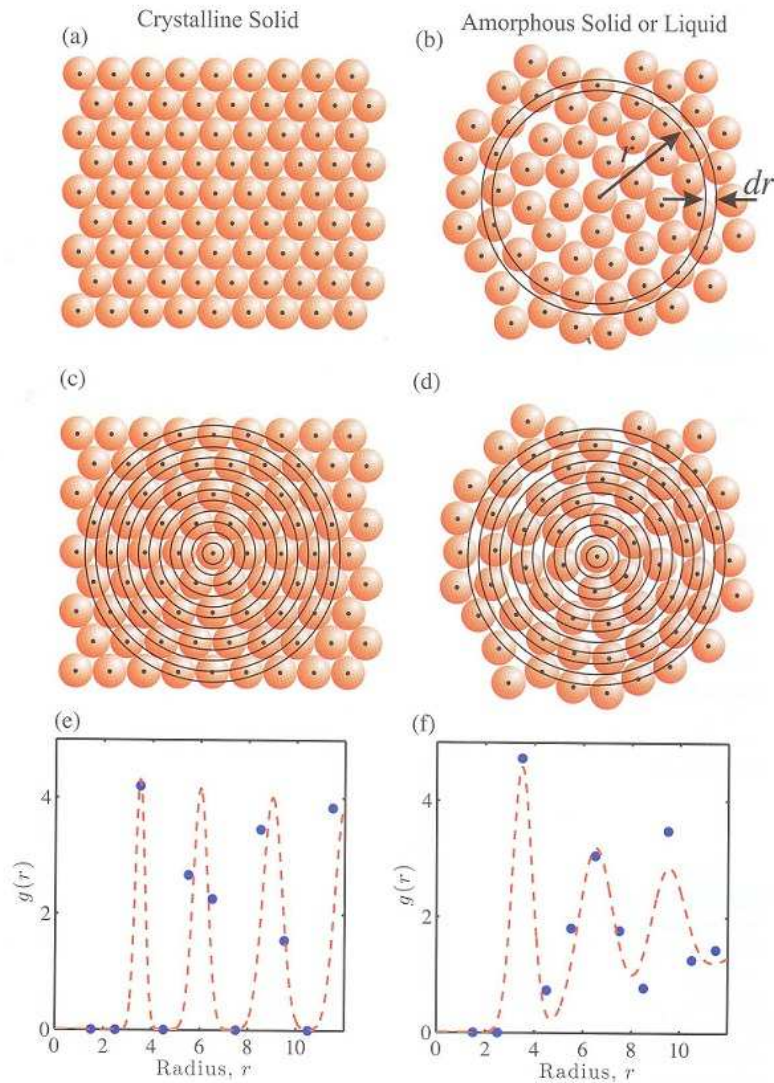 Crystalline Solid
Amorphous Solid or Liquid
(a)
(b)
r
dr
(c)
(d)
(e)
(f)
4
2
0
g(r)
0 2 4 6 8 10
Radius, r
4
2
0
g(r)
0 2 4 6 8 10
Radius, r